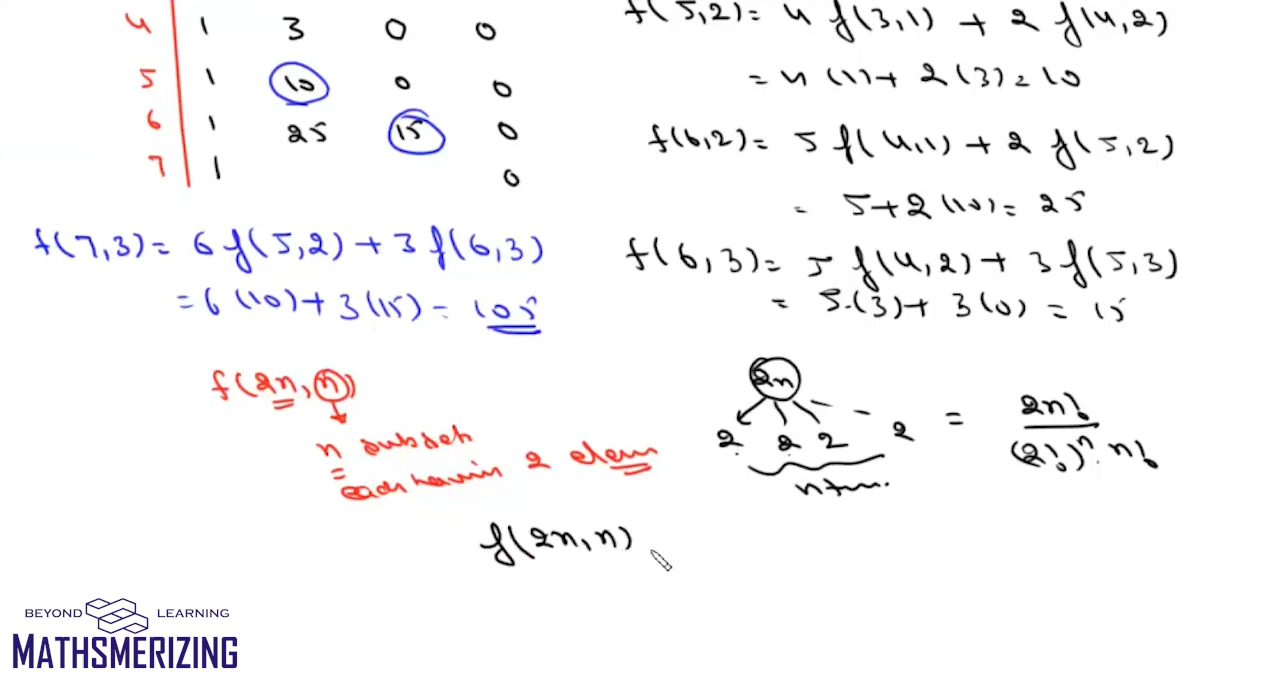 4 | 1 3 0 0
5 | 1 10 0 0
6 | 1 25 15 0
7 | 1 0
f(7,3) = 6 f(5,2) + 3 f(6,3)
= 6 (10) + 3 (15) = 105
f(5,2) = 4 f(3,1) + 2 f(4,2)
= 4 (1) + 2 (3) = 10
f(6,2) = 5 f(4,1) + 2 f(5,2)
= 5 + 2 (10) = 25
f(6,3) = 5 f(4,2) + 3 f(5,3)
= 5.(3) + 3 (0) = 15
f(2n, n)
n subsets
each having 2 elem
2n
2 2 2 2
= 2n! / (2!)^n . n!
f(2n, n)
BEYOND LEARNING
MATHSMERIZING